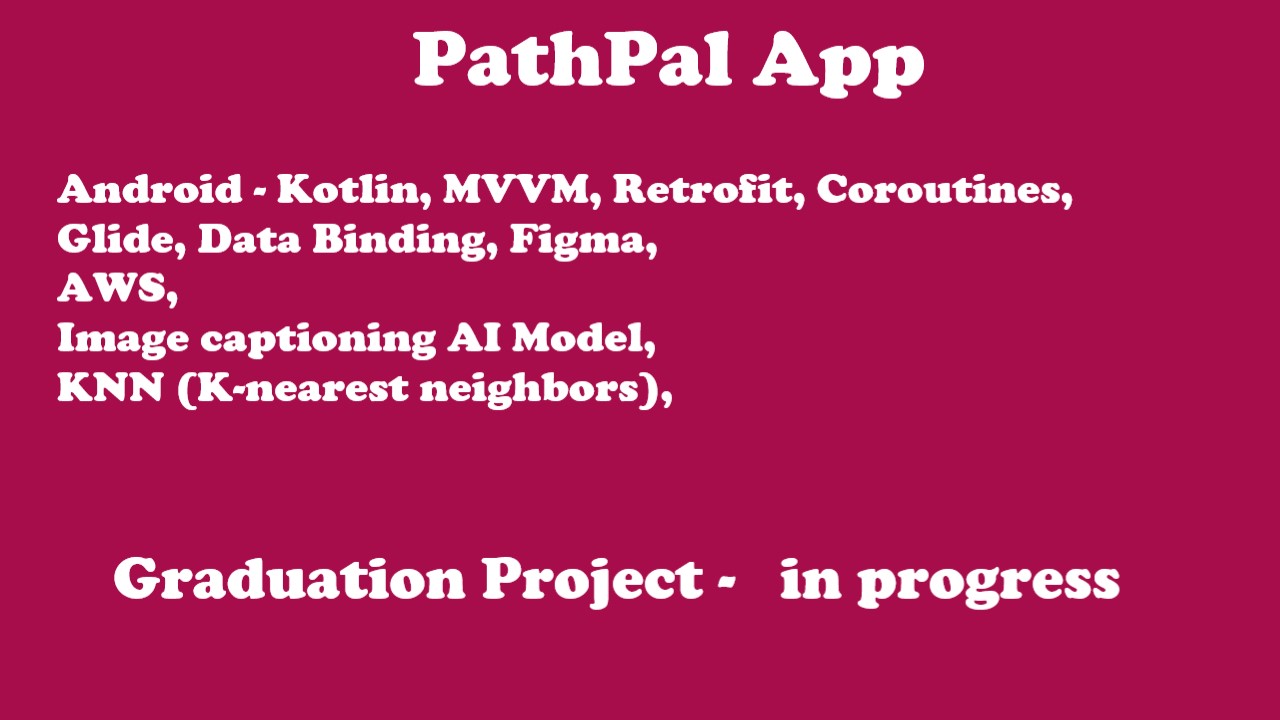 PathPal App
Android - Kotlin, MVVM, Retrofit, Coroutines,
Glide, Data Binding, Figma,
AWS,
Image captioning AI Model,
KNN (K-nearest neighbors),
Graduation Project - in progress